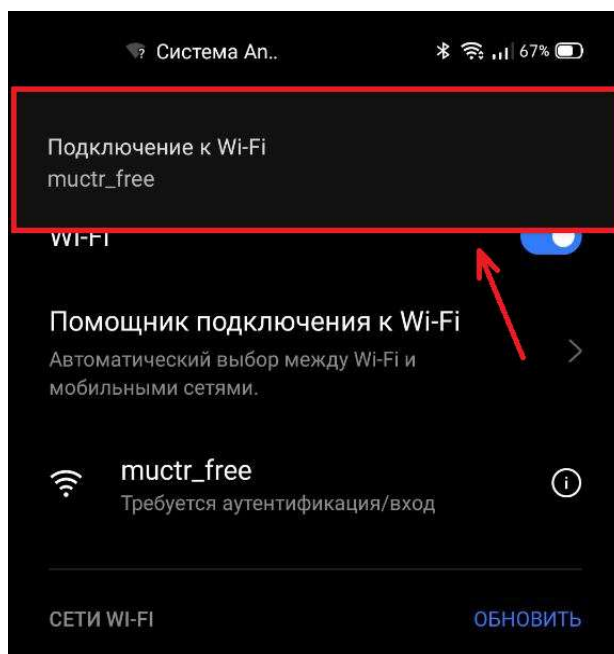 Система An..
67%
Подключение к Wi-Fi
muctr_free
Wi-Fi
Помощник подключения к Wi-Fi
Автоматический выбор между Wi-Fi и
мобильными сетями.
muctr_free
Требуется аутентификация/вход
СЕТИ WI-FI
ОБНОВИТЬ